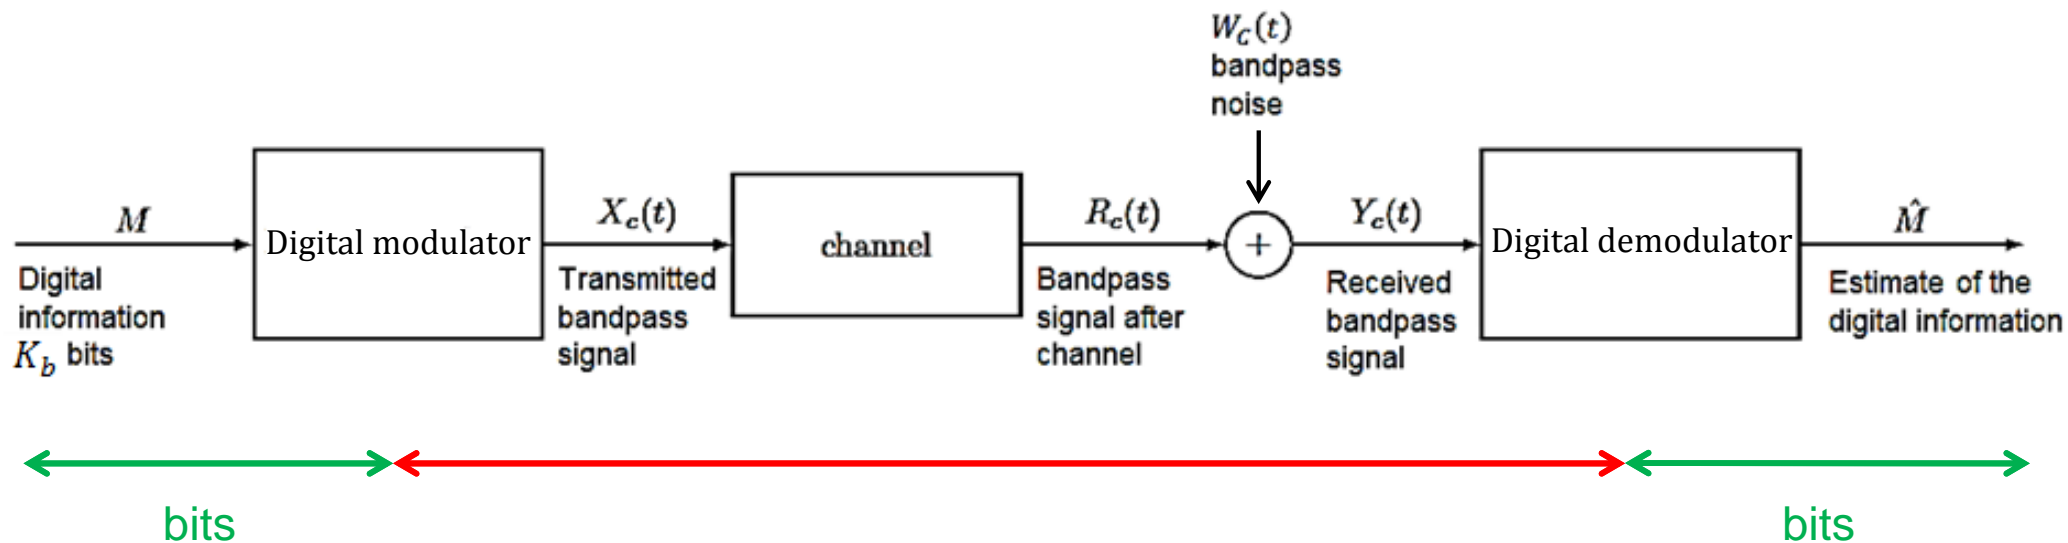 W_C(t)
bandpass
noise
M
Digital
information
K_b bits
Digital modulator
X_c(t)
Transmitted
bandpass
signal
channel
R_c(t)
Bandpass
signal after
channel
+
Y_c(t)
Received
bandpass
signal
Digital demodulator
M̂
Estimate of the
digital information
bits
bits